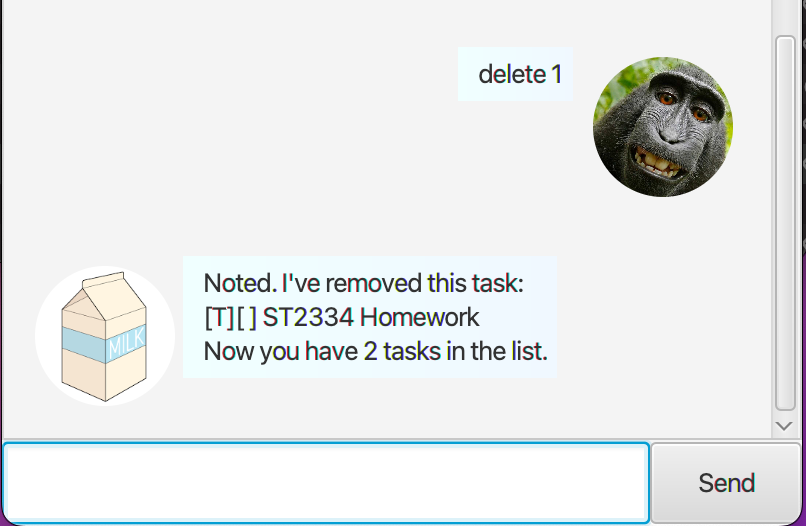 delete 1
Noted. I've removed this task:
[T][ ] ST2334 Homework
Now you have 2 tasks in the list.
MILK
Send